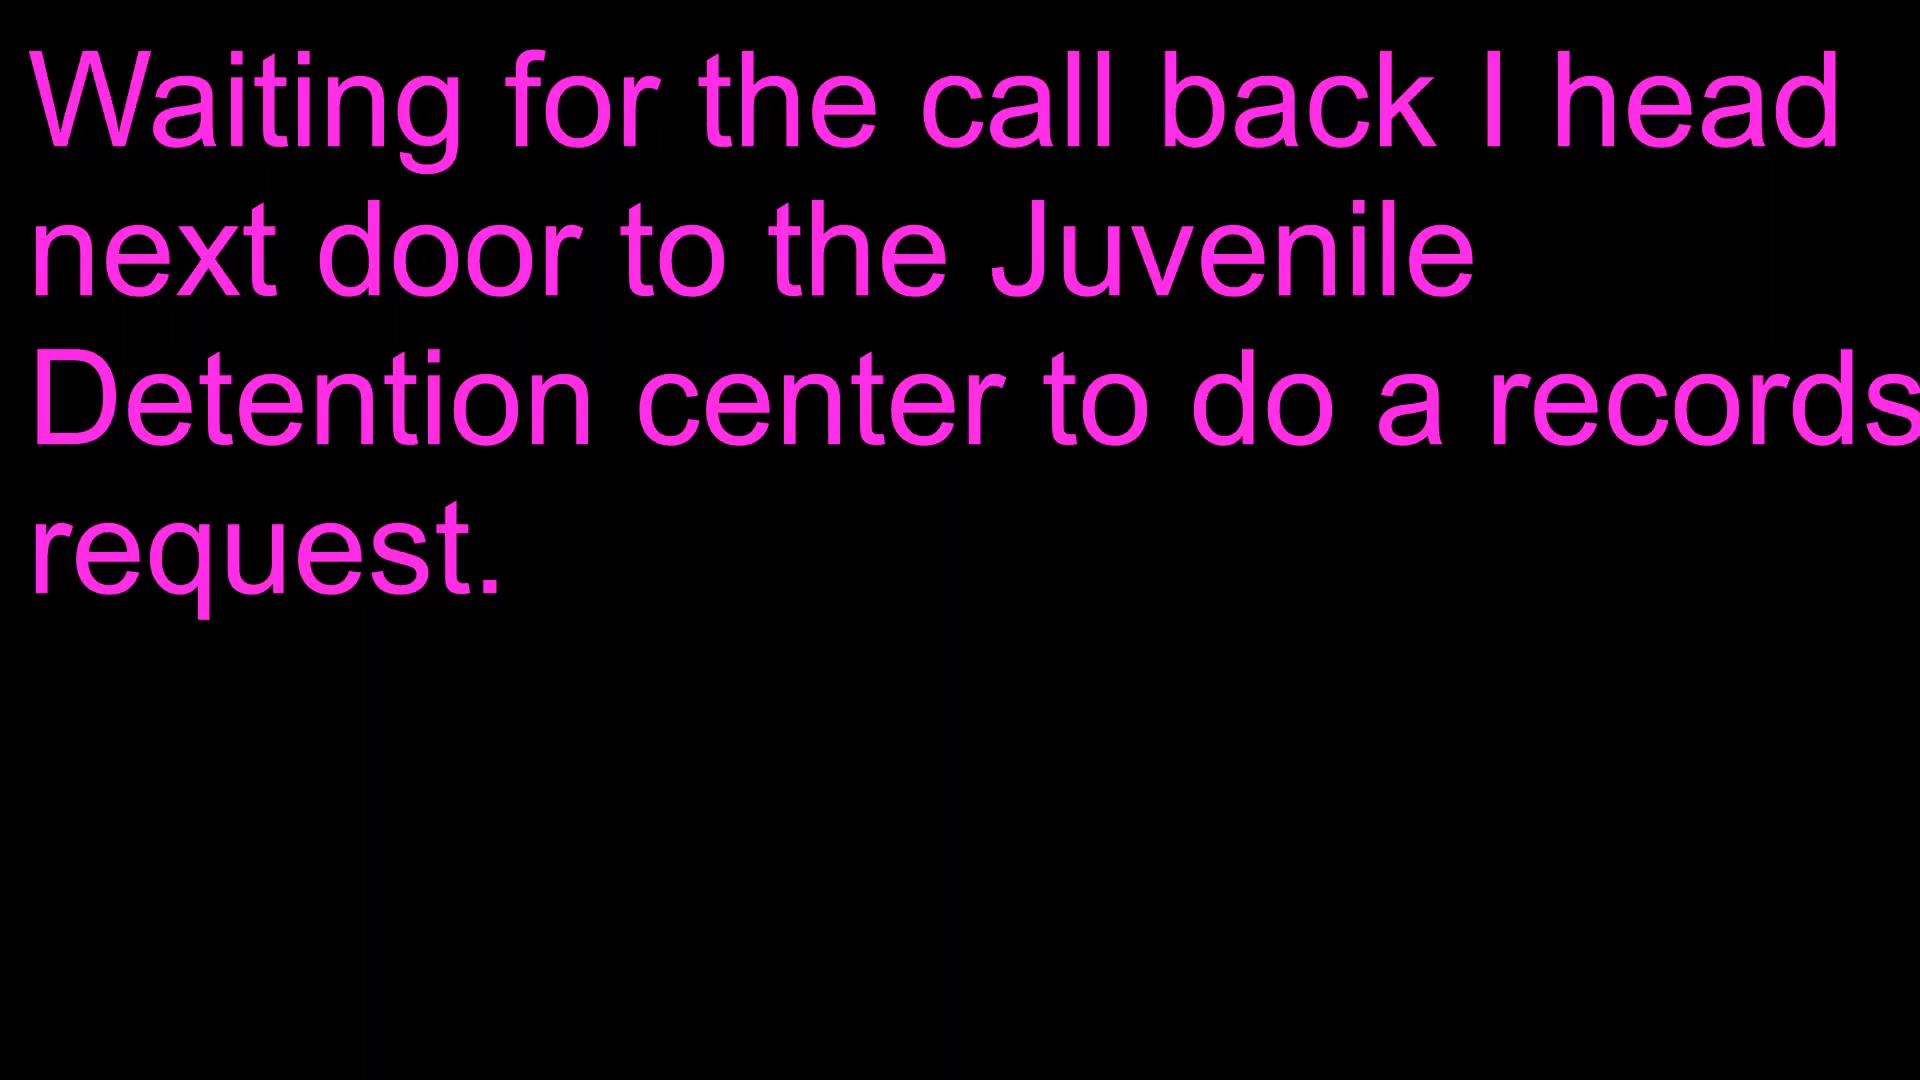 Waiting for the call back I head
next door to the Juvenile
Detention center to do a records
request.